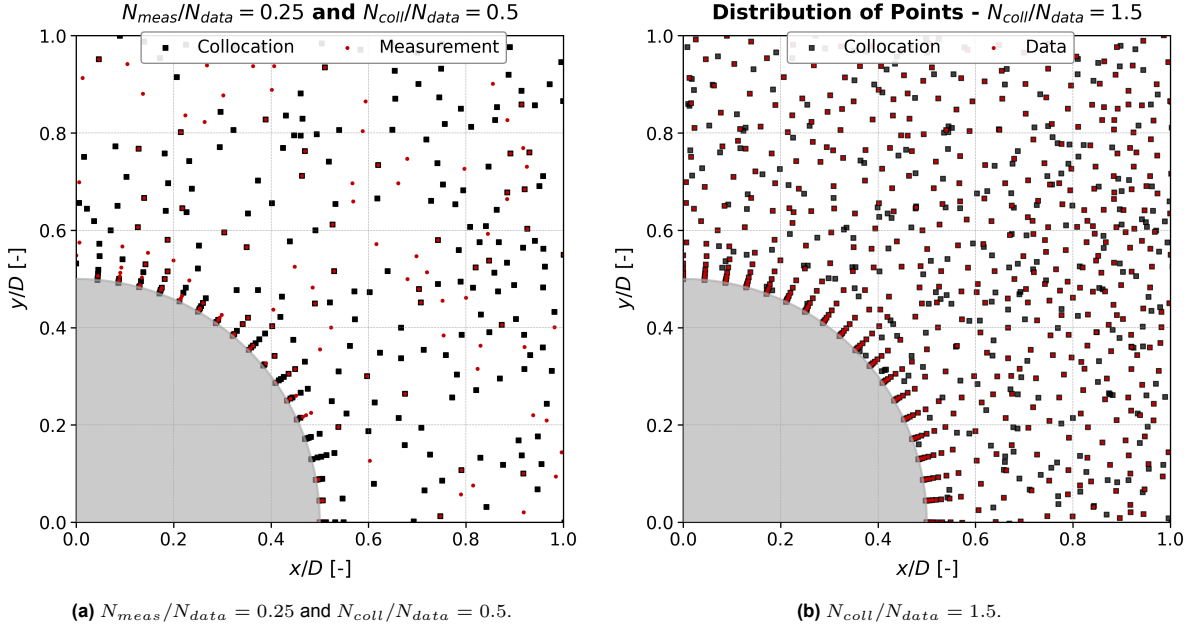 N_meas/N_data = 0.25 and N_coll/N_data = 0.5
Collocation
Measurement
1.0
0.8
0.6
0.4
0.2
0.0
y/D [-]
0.0 0.2 0.4 0.6 0.8 1.0
x/D [-]
(a) N_meas/N_data = 0.25 and N_coll/N_data = 0.5.
Distribution of Points - N_coll/N_data = 1.5
Collocation
Data
1.0
0.8
0.6
0.4
0.2
0.0
y/D [-]
0.0 0.2 0.4 0.6 0.8 1.0
x/D [-]
(b) N_coll/N_data = 1.5.